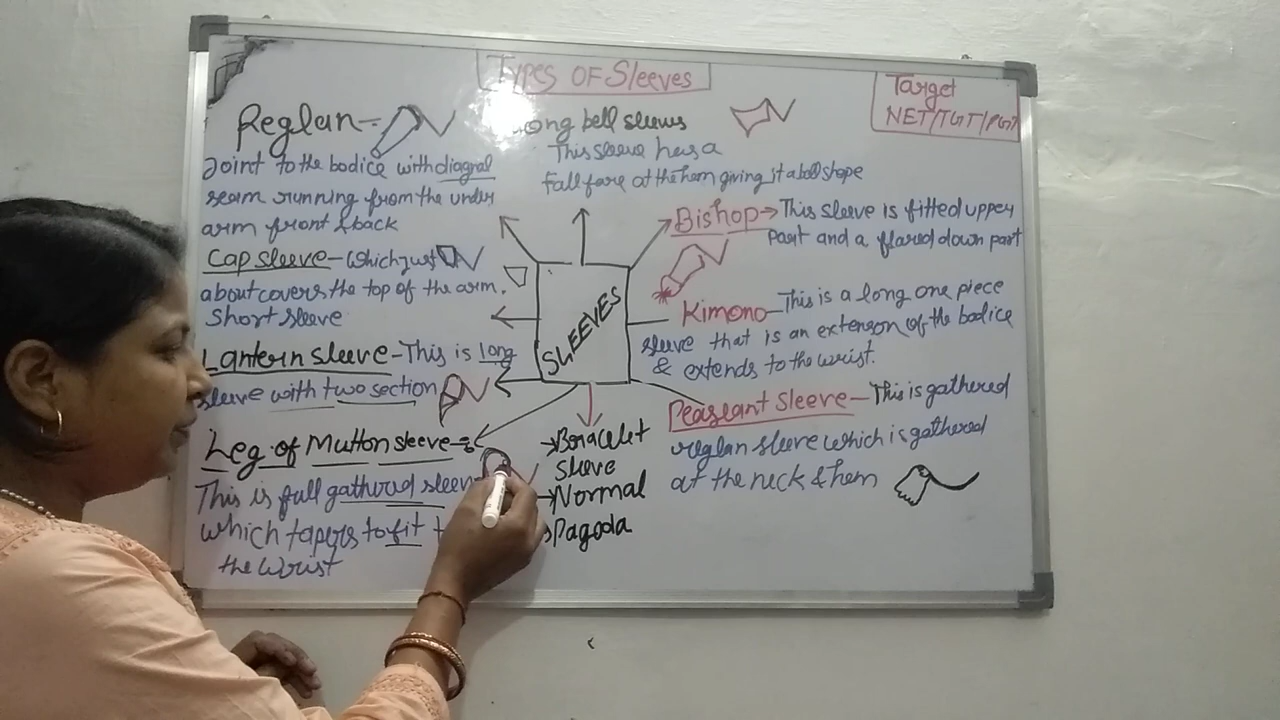 Types OF Sleeves
Target
NET/TGT/PGT
Reglan-
Joint to the bodice with diagnal
seam running from the under
arm front & back
Cap sleeve - which just
about covers the top of the arm.
Short sleeve
Lantern sleeve - This is long
sleeve with two section
Leg of Mutton sleeve -
This is full gathered sleev
which tapers to fit t
the wrist
ong bell sleeves
This sleeve has a
fall fare at the hem giving it a bell shape
Bishop → This sleeve is fitted upper
part and a flared down part
Kimono - This is a long one piece
sleeve that is an extension of the bodice
& extends to the wrist.
Peaseant Sleeve - This is gathered
reglan sleeve which is gathered
at the neck & hem
SLEEVES
→ Bracelet
sleeve
→ Normal
Pagoda